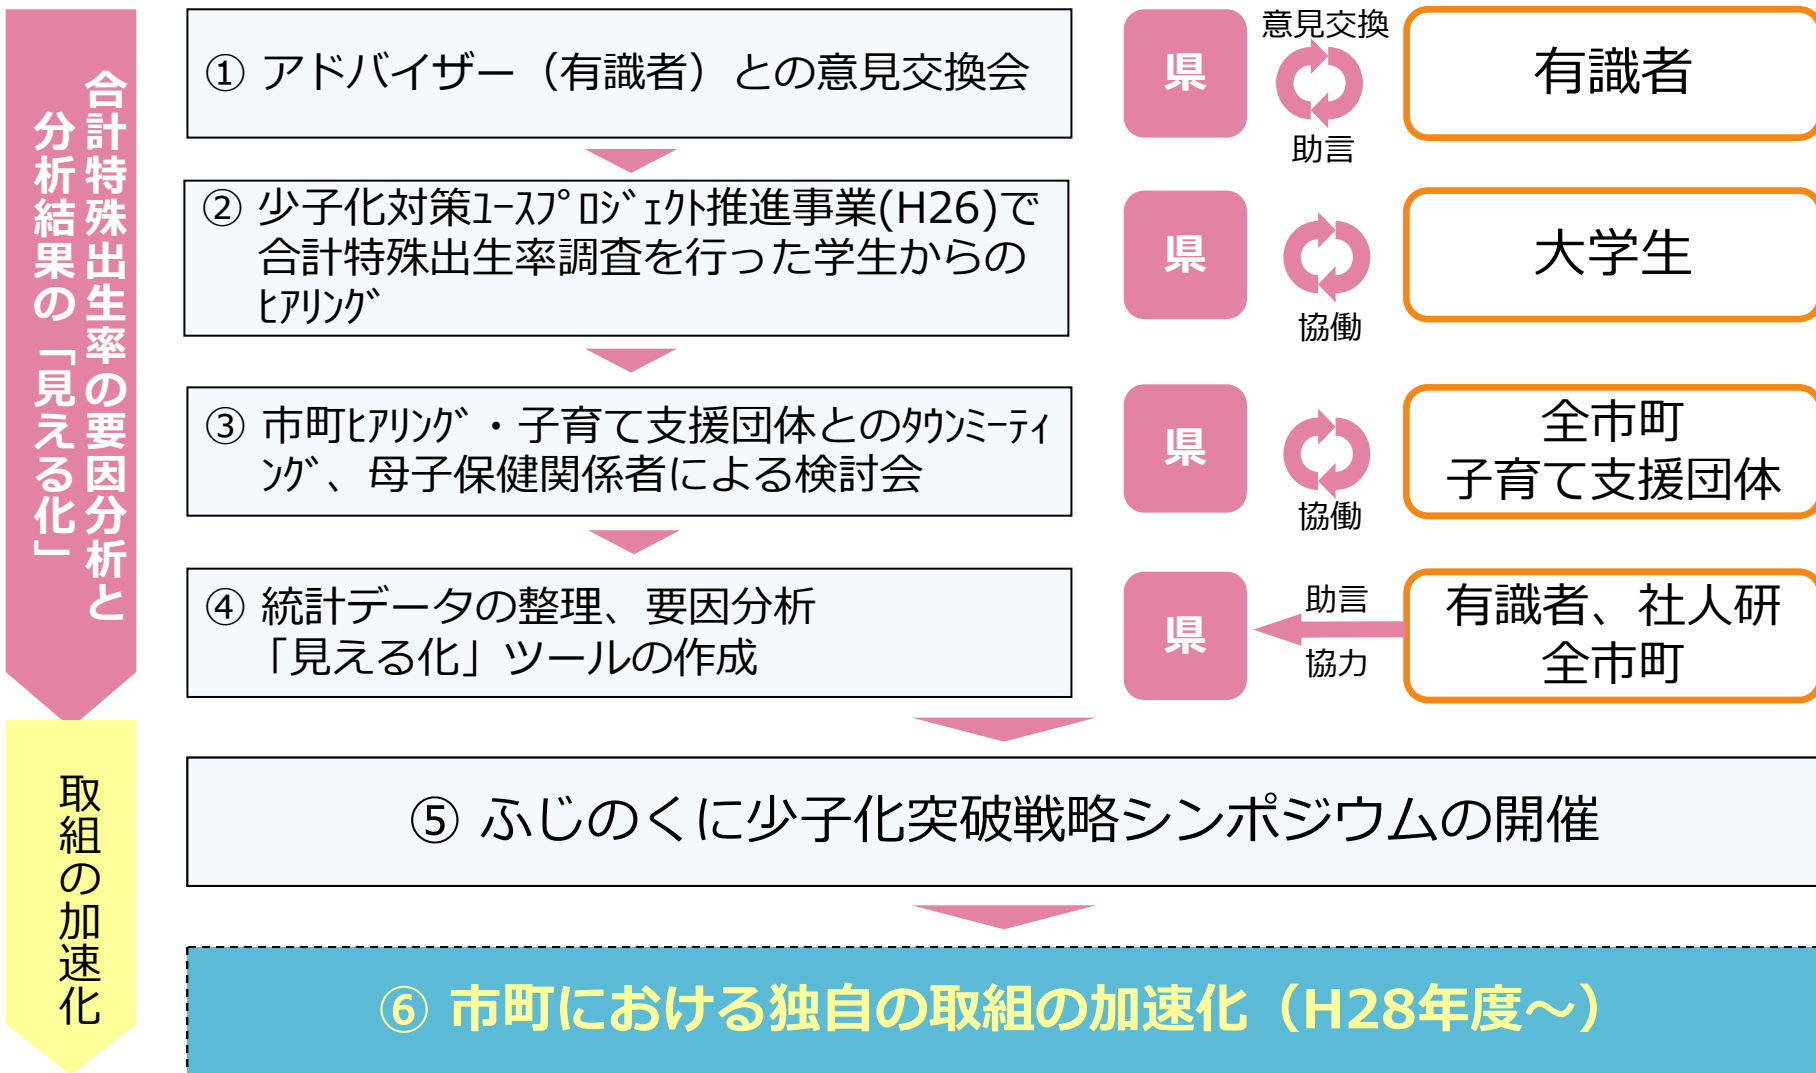 合計特殊出生率の要因分析と
分析結果の「見える化」
① アドバイザー（有識者）との意見交換会
県
意見交換
助言
有識者
② 少子化対策ﾕｰｽﾌﾟﾛｼﾞｪｸﾄ推進事業(H26)で
合計特殊出生率調査を行った学生からの
ﾋｱﾘﾝｸﾞ
県
協働
大学生
③ 市町ﾋｱﾘﾝｸﾞ・子育て支援団体とのﾀｳﾝﾐｰﾃｨ
ﾝｸﾞ、母子保健関係者による検討会
県
協働
全市町
子育て支援団体
④ 統計データの整理、要因分析
「見える化」ツールの作成
県
助言
協力
有識者、社人研
全市町
取組の加速化
⑤ ふじのくに少子化突破戦略シンポジウムの開催
⑥ 市町における独自の取組の加速化（H28年度～）